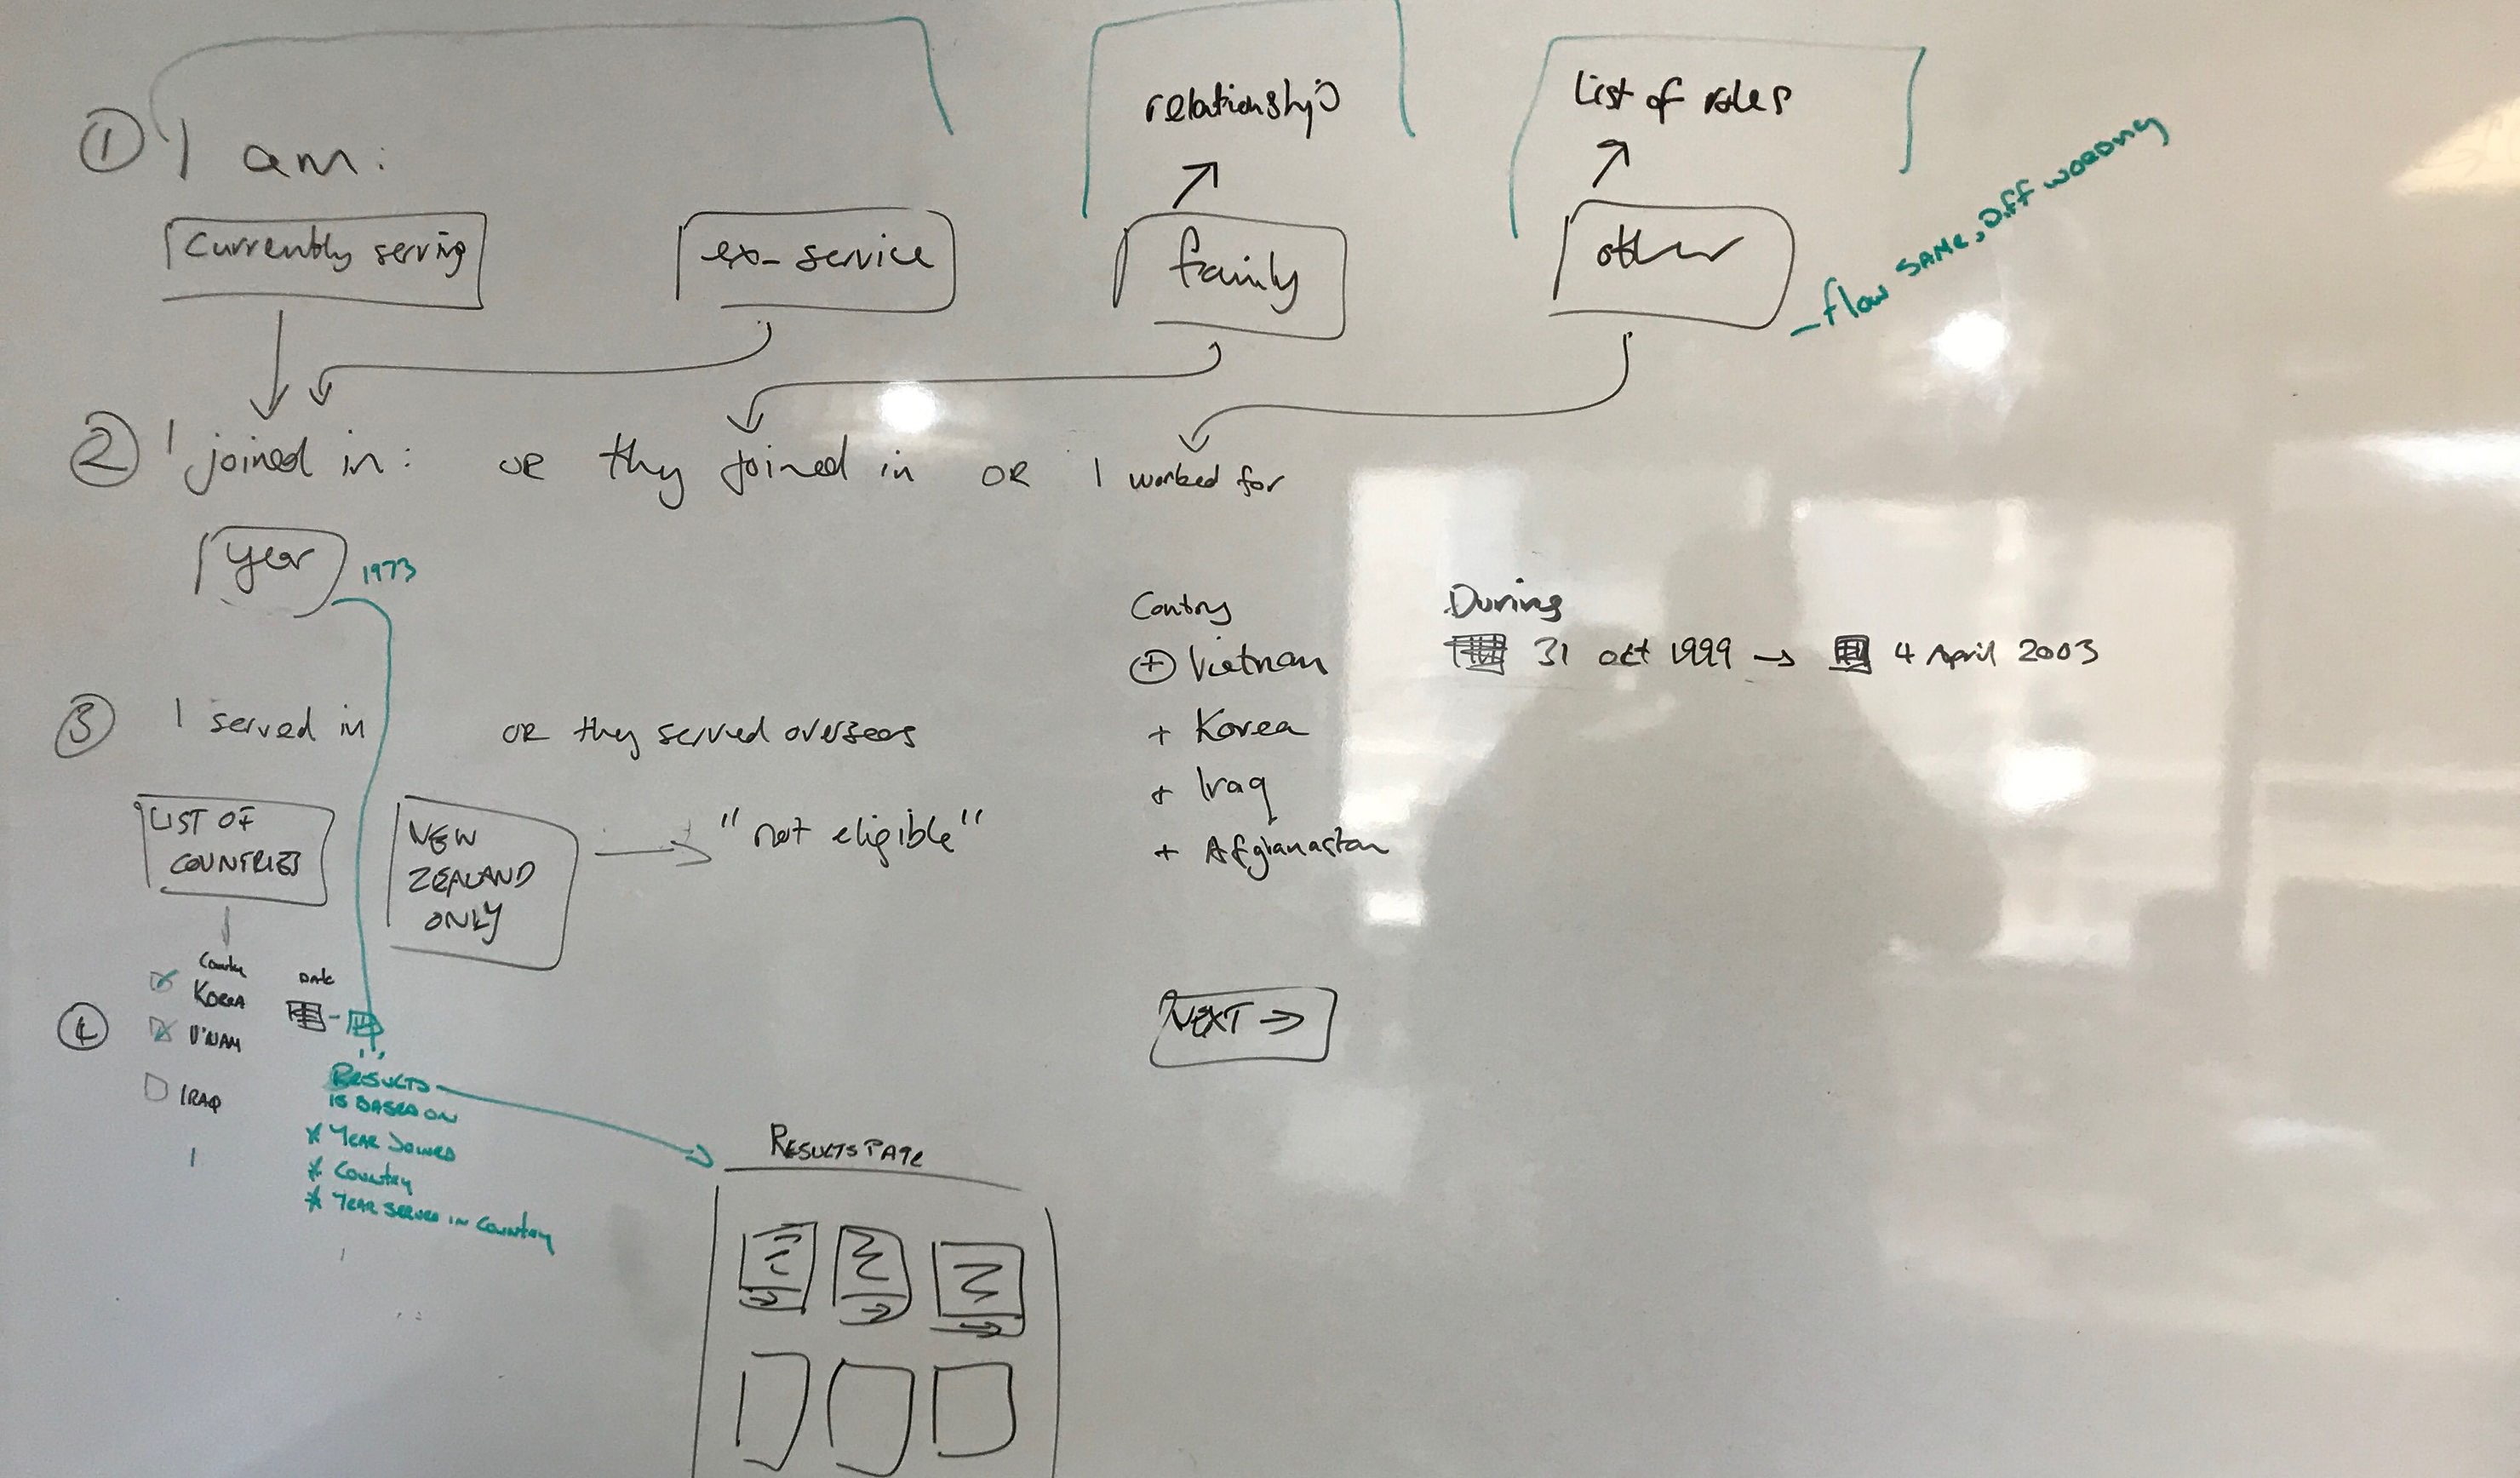 relationship
List of roles
① I am:
Currently serving
ex-service
family
other
- flow SAME, Diff WORDING
② I joined in: OR they joined in OR I worked for
year
1973
Country During
+ Vietnam 31 oct 1999 → 4 April 2003
+ Korea
+ Iraq
+ Afgianastan
③ I served in OR they served overseas
LIST OF
COUNTRIES
NEW
ZEALAND
ONLY
"not eligible"
Country Date
KOREA
④
V'NAM
IRAQ
NEXT →
RESULTS
IS BASED ON
* YEAR JOINED
* COUNTRY
* YEAR SERVED IN COUNTRY
RESULTS PAGE